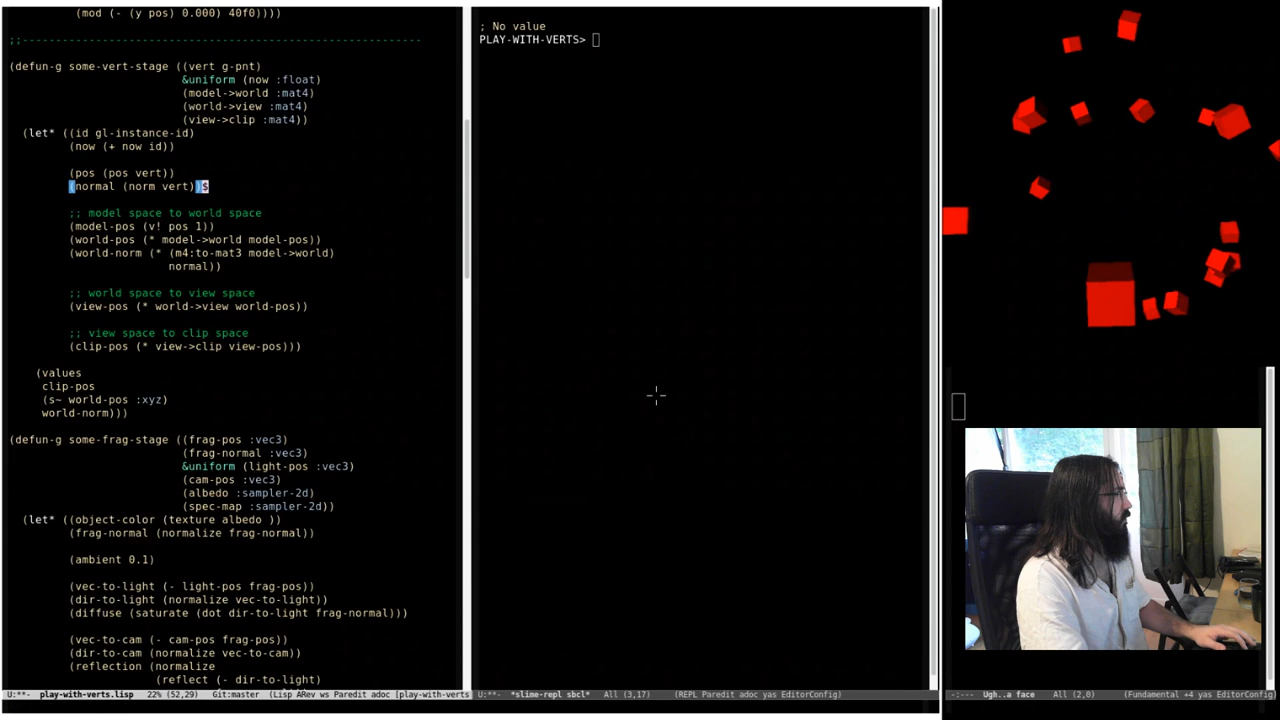 (mod (- (y pos) 0.000) 40f0))))
;;------------------------------------------------------------
(defun-g some-vert-stage ((vert g-pnt)
&uniform (now :float)
(model->world :mat4)
(world->view :mat4)
(view->clip :mat4))
(let* ((id gl-instance-id)
(now (+ now id))
(pos (pos vert))
(normal (norm vert))$
;; model space to world space
(model-pos (v! pos 1))
(world-pos (* model->world model-pos))
(world-norm (* (m4:to-mat3 model->world)
normal))
;; world space to view space
(view-pos (* world->view world-pos))
;; view space to clip space
(clip-pos (* view->clip view-pos)))
(values
clip-pos
(s~ world-pos :xyz)
world-norm)))
(defun-g some-frag-stage ((frag-pos :vec3)
(frag-normal :vec3)
&uniform (light-pos :vec3)
(cam-pos :vec3)
(albedo :sampler-2d)
(spec-map :sampler-2d))
(let* ((object-color (texture albedo ))
(frag-normal (normalize frag-normal))
(ambient 0.1)
(vec-to-light (- light-pos frag-pos))
(dir-to-light (normalize vec-to-light))
(diffuse (saturate (dot dir-to-light frag-normal)))
(vec-to-cam (- cam-pos frag-pos))
(dir-to-cam (normalize vec-to-cam))
(reflection (normalize
(reflect (- dir-to-light)
U:**- play-with-verts.lisp 22% (52,29) Git:master (Lisp ARev Paredit adoc [play-with-verts
; No value
PLAY-WITH-VERTS>
U:**- *slime-repl sbcl* All (3,17) (REPL Paredit adoc yas EditorConfig)
-:--- Ugh..a face All (2,0) (Fundamental +4 yas EditorConfig)